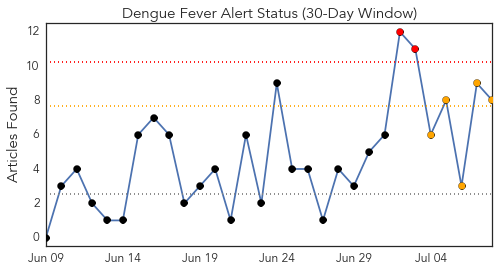 Dengue Fever Alert Status (30-Day Window)
Articles Found
12
10
8
6
4
2
0
Jun 09 Jun 14 Jun 19 Jun 24 Jun 29 Jul 04